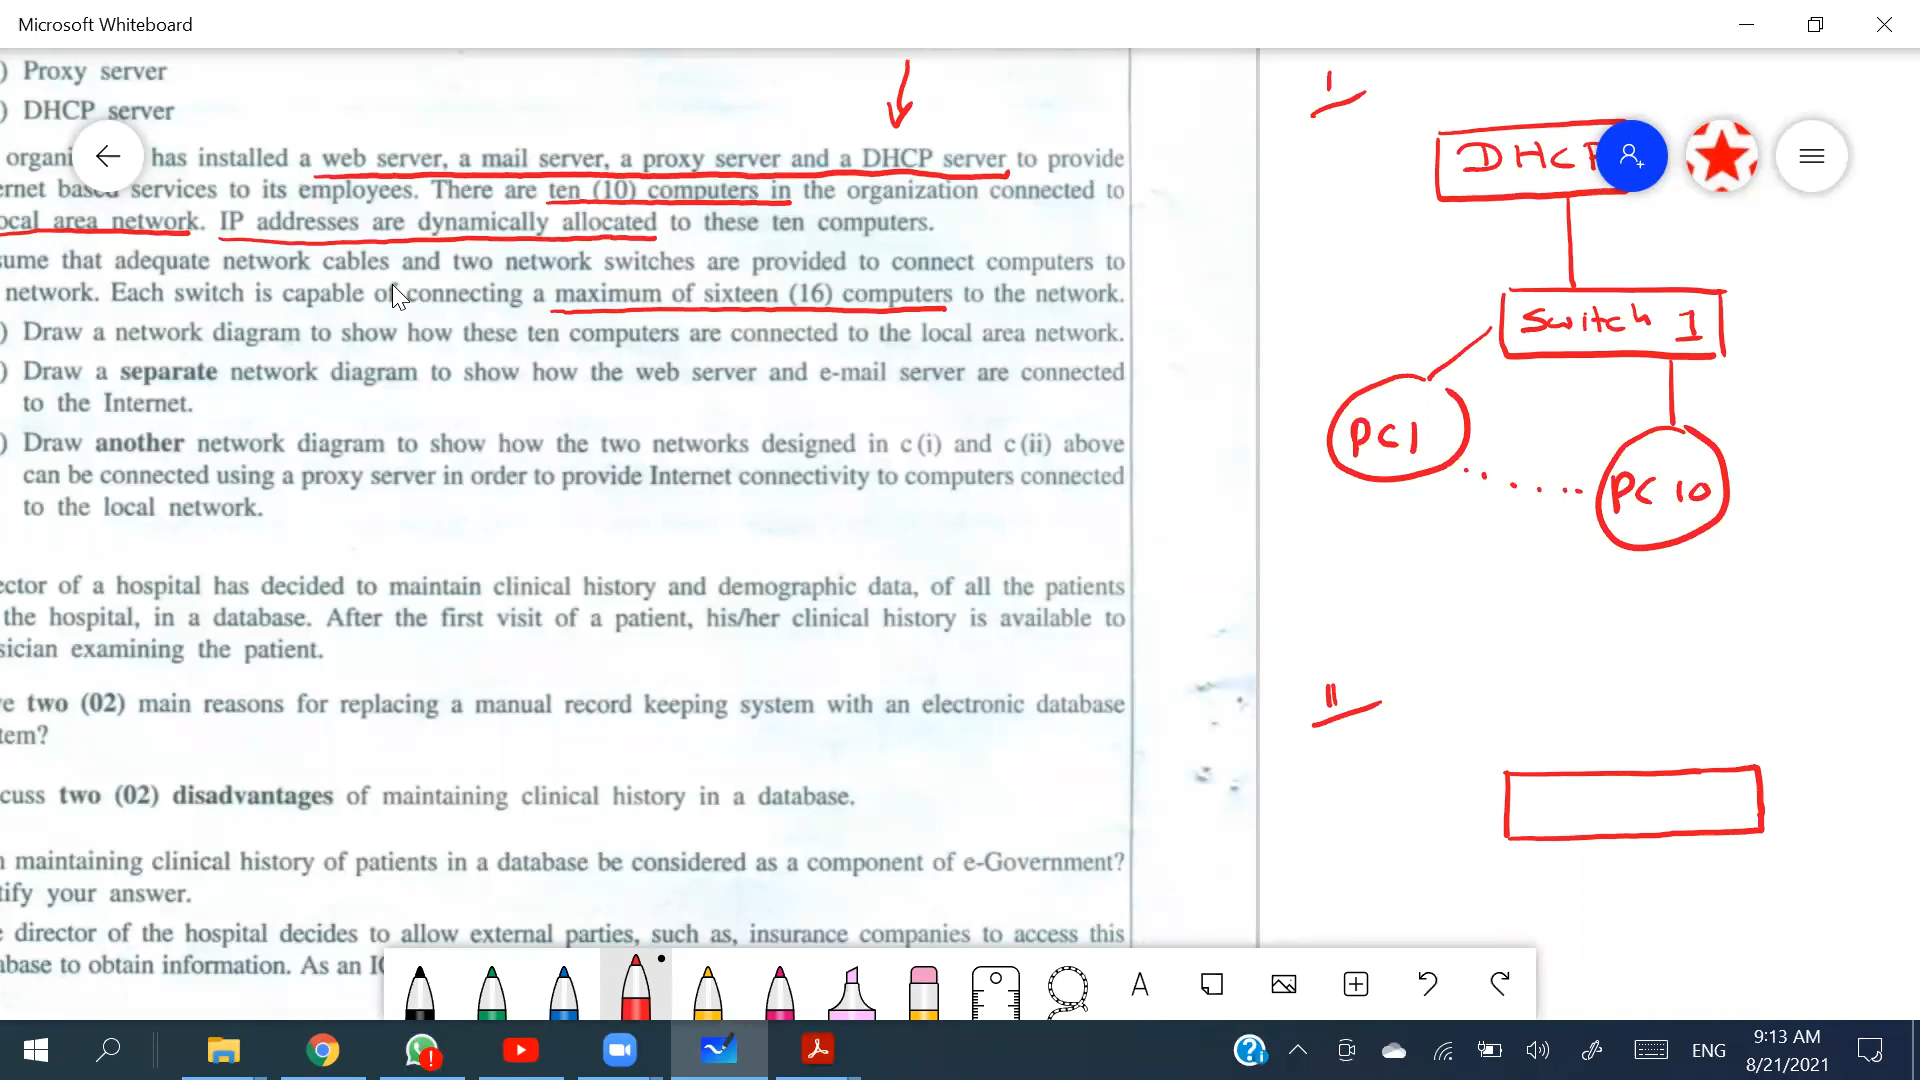 Microsoft Whiteboard
) Proxy server
) DHCP server
organi has installed a web server, a mail server, a proxy server and a DHCP server to provide
ernet based services to its employees. There are ten (10) computers in the organization connected to
ocal area network. IP addresses are dynamically allocated to these ten computers.
ume that adequate network cables and two network switches are provided to connect computers to
network. Each switch is capable of connecting a maximum of sixteen (16) computers to the network.
) Draw a network diagram to show how these ten computers are connected to the local area network.
) Draw a separate network diagram to show how the web server and e-mail server are connected
to the Internet.
) Draw another network diagram to show how the two networks designed in c (i) and c (ii) above
can be connected using a proxy server in order to provide Internet connectivity to computers connected
to the local network.
ector of a hospital has decided to maintain clinical history and demographic data, of all the patients
the hospital, in a database. After the first visit of a patient, his/her clinical history is available to
sician examining the patient.
e two (02) main reasons for replacing a manual record keeping system with an electronic database
tem?
cuss two (02) disadvantages of maintaining clinical history in a database.
n maintaining clinical history of patients in a database be considered as a component of e-Government?
tify your answer.
e director of the hospital decides to allow external parties, such as, insurance companies to access this
abase to obtain information. As an IC
I
DHCP
Switch 1
PC1
PC 10
II
ENG
9:13 AM
8/21/2021